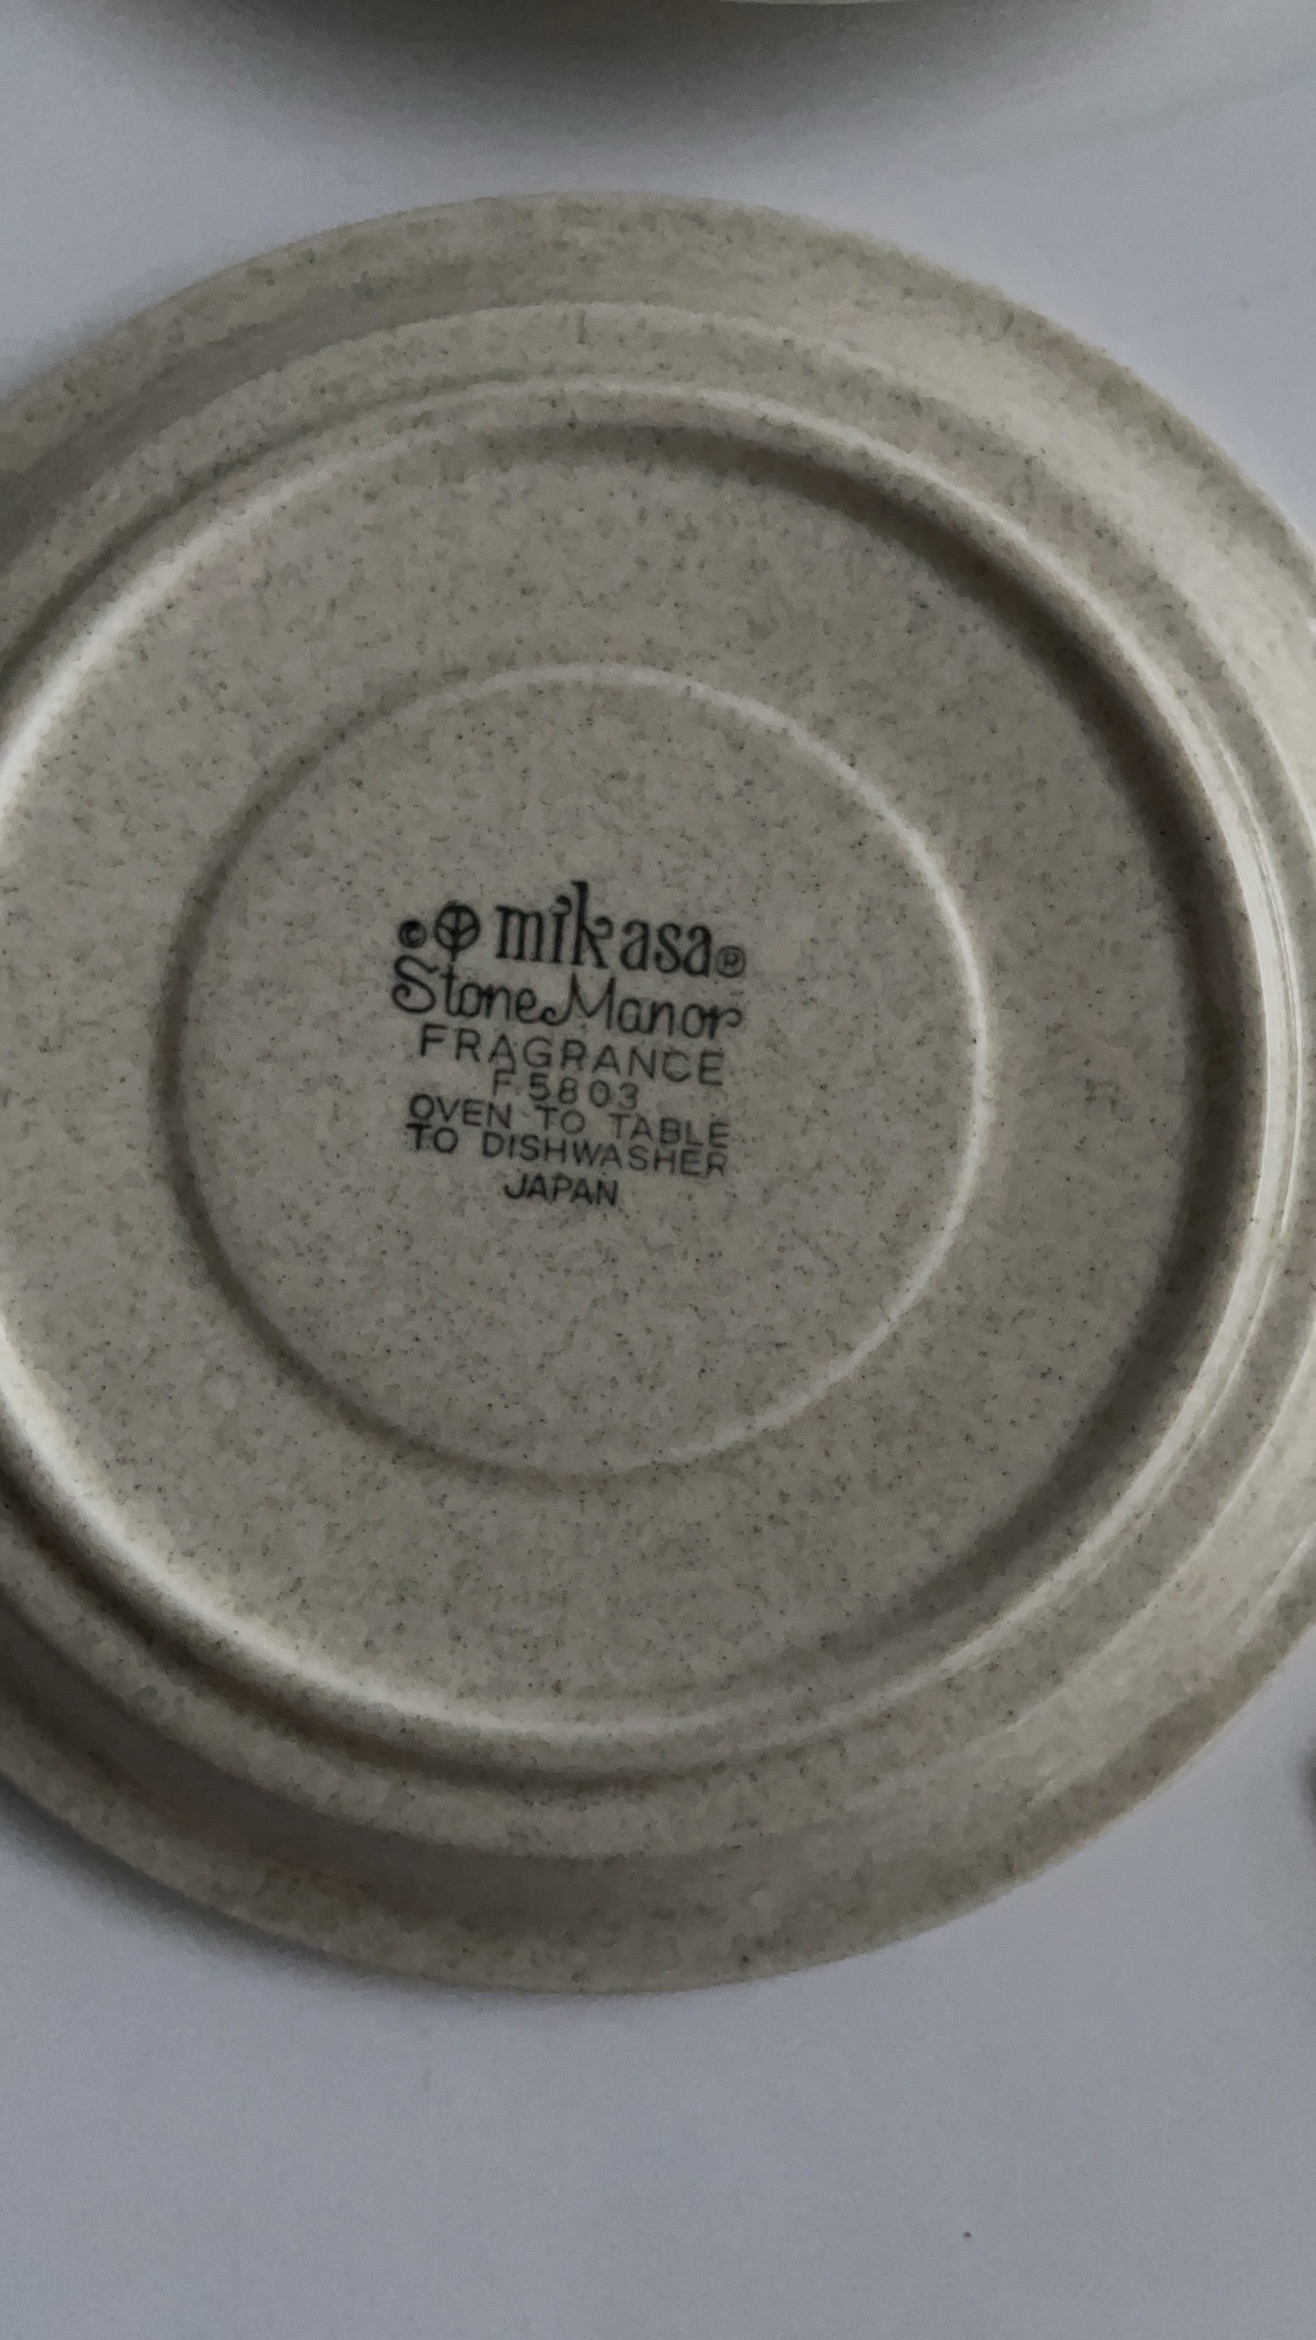 © mikasa®
Stone Manor
FRAGRANCE
F 5803
OVEN TO TABLE
TO DISHWASHER
JAPAN